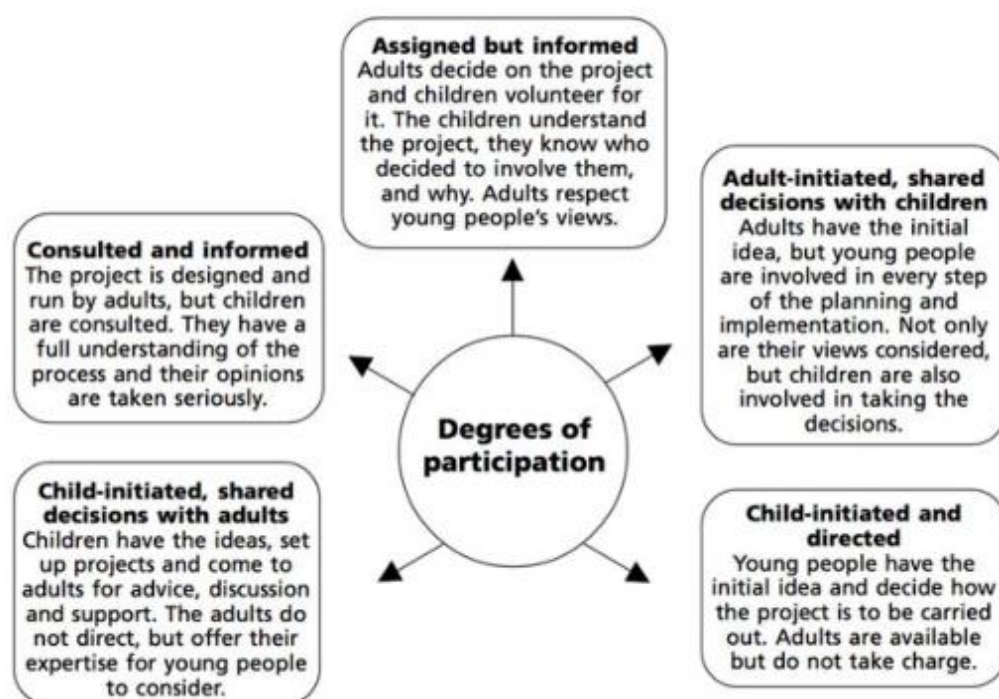 Assigned but informed
Adults decide on the project
and children volunteer for
it. The children understand
the project, they know who
decided to involve them,
and why. Adults respect
young people's views.
Consulted and informed
The project is designed and
run by adults, but children
are consulted. They have a
full understanding of the
process and their opinions
are taken seriously.
Adult-initiated, shared
decisions with children
Adults have the initial
idea, but young people
are involved in every step
of the planning and
implementation. Not only
are their views considered,
but children are also
involved in taking the
decisions.
Degrees of
participation
Child-initiated, shared
decisions with adults
Children have the ideas, set
up projects and come to
adults for advice, discussion
and support. The adults do
not direct, but offer their
expertise for young people
to consider.
Child-initiated and
directed
Young people have the
initial idea and decide how
the project is to be carried
out. Adults are available
but do not take charge.